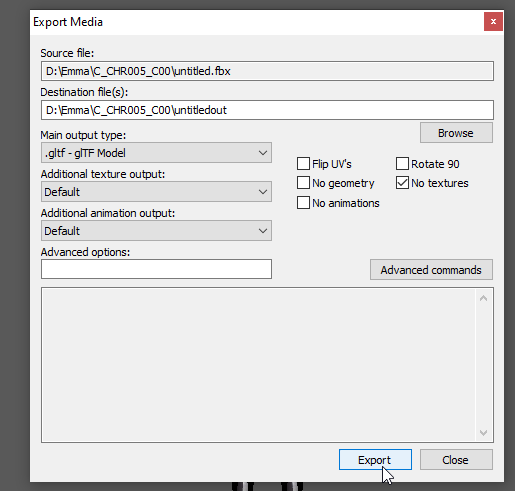 Export Media
x
Source file:
D:\Emma\C_CHR005_C00\untitled.fbx
Destination file(s):
D:\Emma\C_CHR005_C00\untitledout
Browse
Main output type:
.gltf - glTF Model
Flip UV's
Rotate 90
Additional texture output:
No geometry
No textures
Default
No animations
Additional animation output:
Default
Advanced options:
Advanced commands
Export
Close